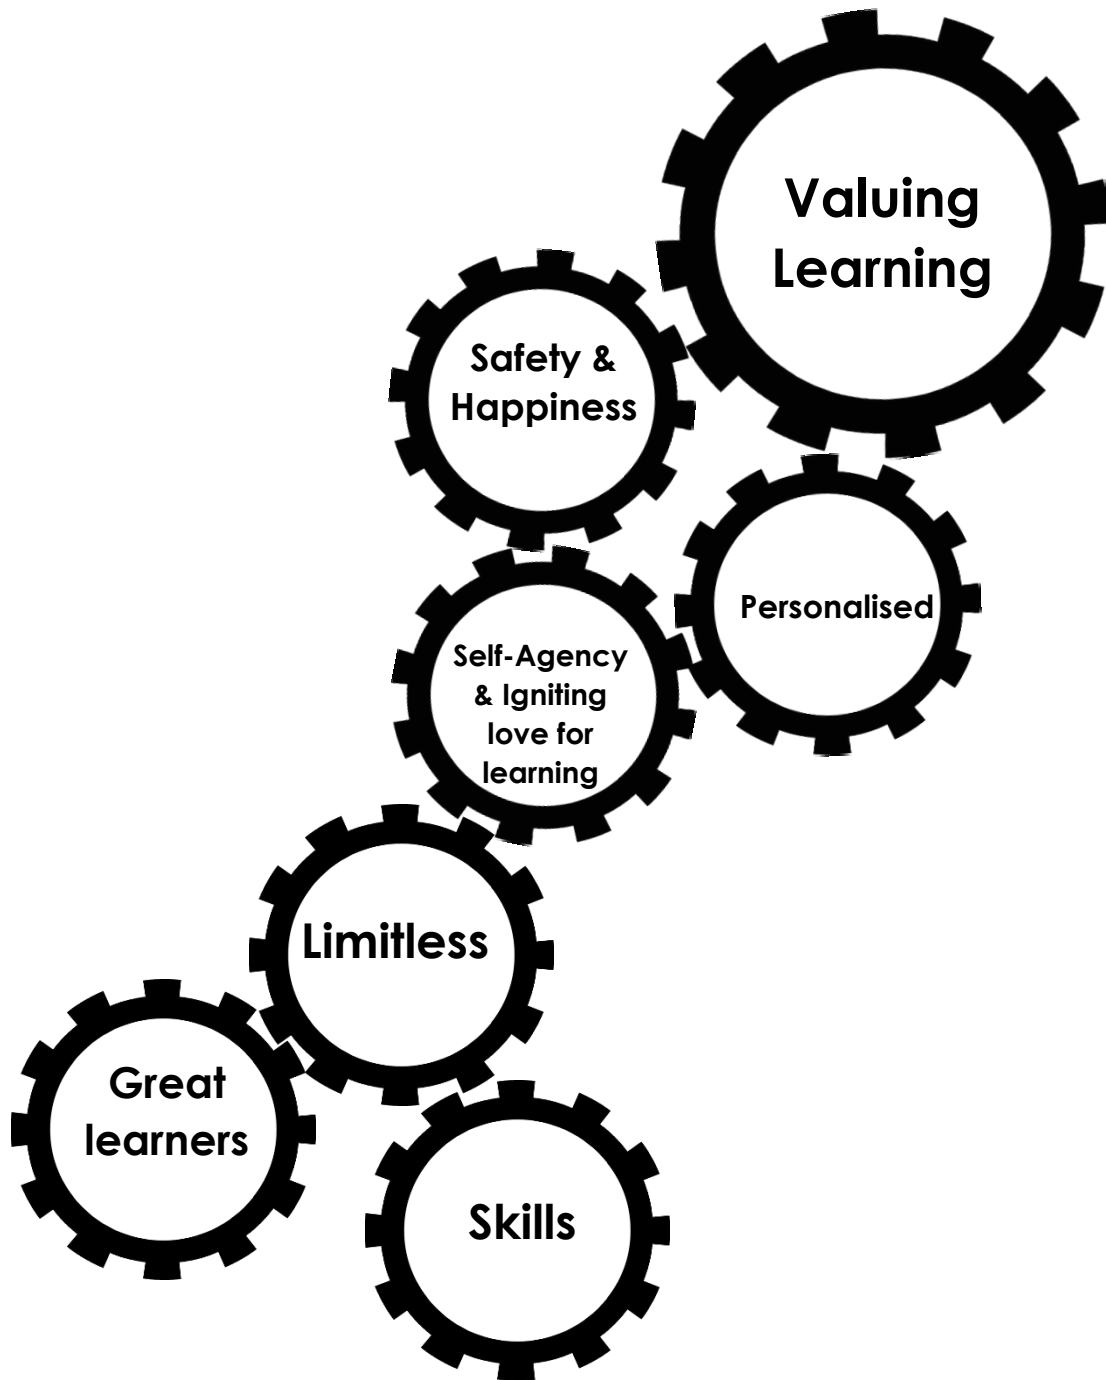 Valuing
Learning
Safety &
Happiness
Personalised
Self-Agency
& Igniting
love for
learning
Limitless
Great
learners
Skills